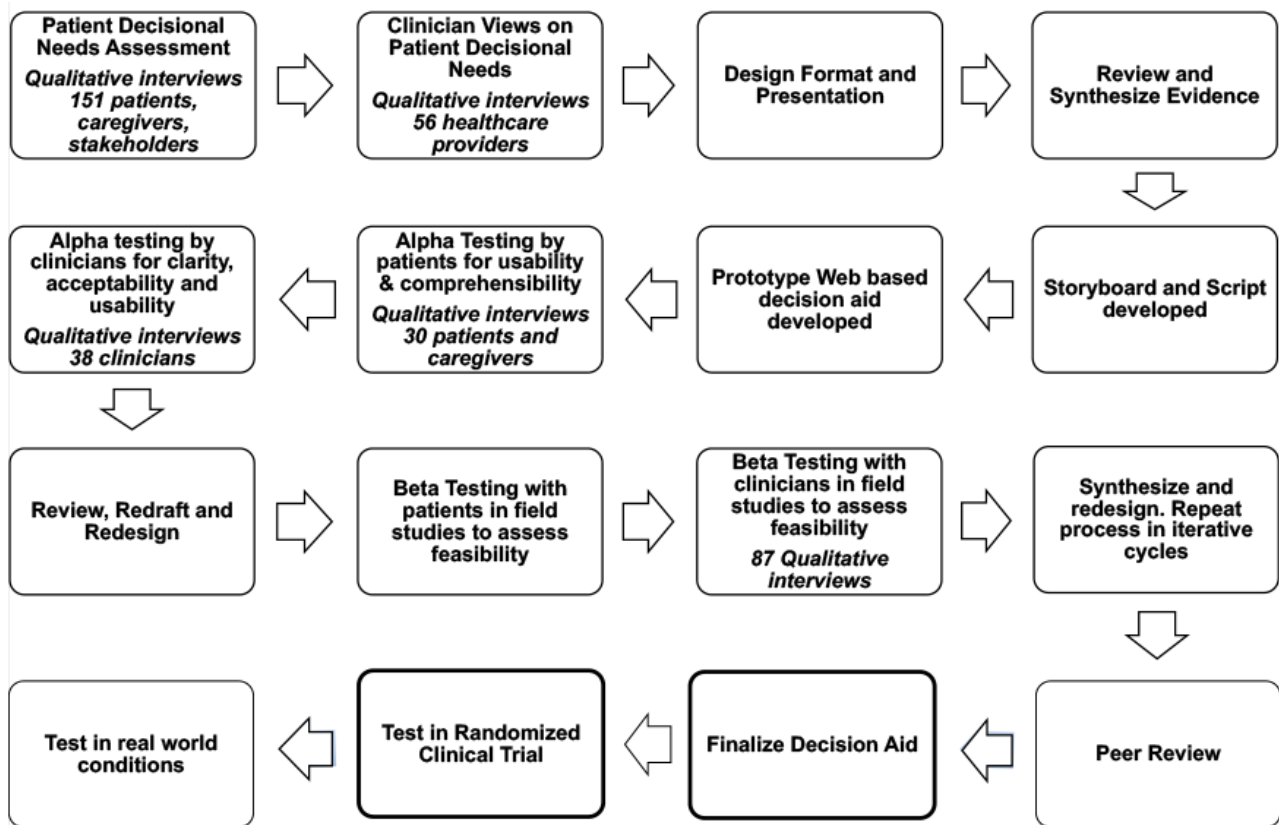 Patient Decisional
Needs Assessment
Qualitative interviews
151 patients,
caregivers,
stakeholders
Clinician Views on
Patient Decisional
Needs
Qualitative interviews
56 healthcare
providers
Design Format and
Presentation
Review and
Synthesize Evidence
Storyboard and Script
developed
Prototype Web based
decision aid
developed
Alpha Testing by
patients for usability
& comprehensibility
Qualitative interviews
30 patients and
caregivers
Alpha testing by
clinicians for clarity,
acceptability and
usability
Qualitative interviews
38 clinicians
Review, Redraft and
Redesign
Beta Testing with
patients in field
studies to assess
feasibility
Beta Testing with
clinicians in field
studies to assess
feasibility
87 Qualitative
interviews
Synthesize and
redesign. Repeat
process in iterative
cycles
Peer Review
Finalize Decision Aid
Test in Randomized
Clinical Trial
Test in real world
conditions